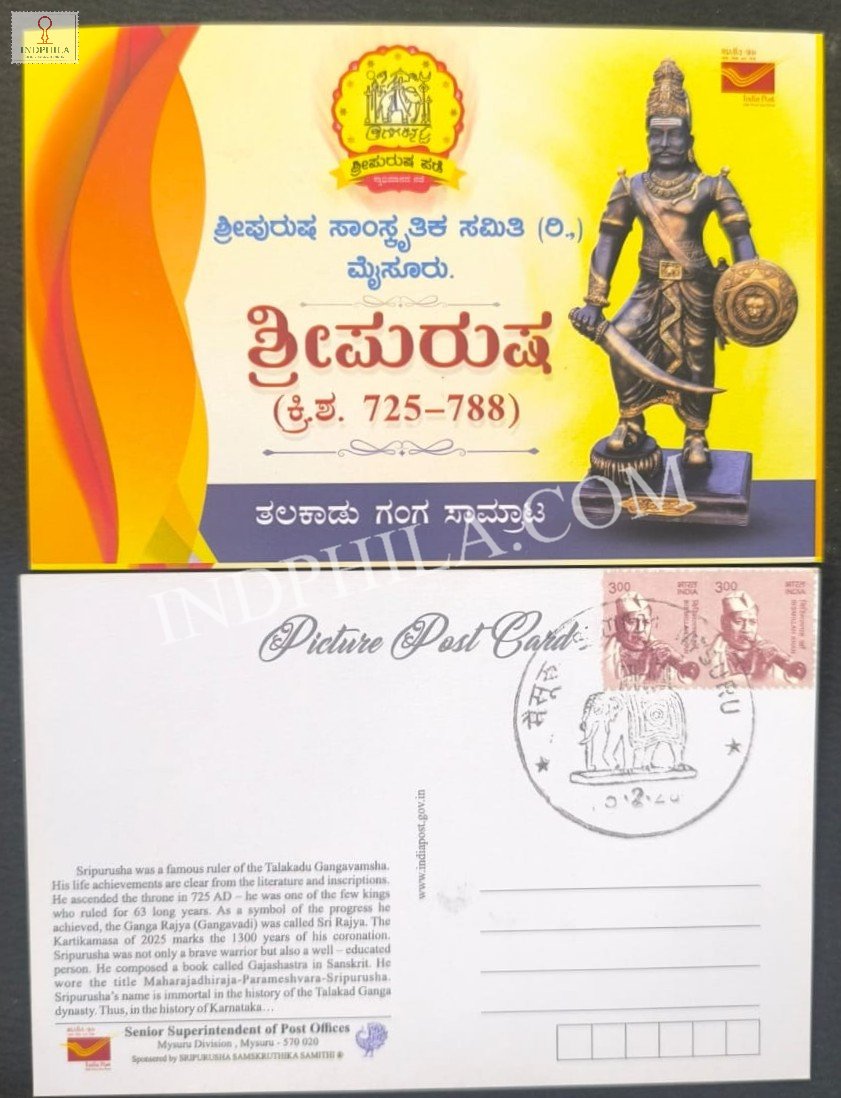 INDPHILA
India Post
ಶ್ರೀಪುರುಷ ಪಡೆ
ಶ್ರೀಪುರುಷ ಸಾಂಸ್ಕೃತಿಕ ಸಮಿತಿ (ರಿ.,)
ಮೈಸೂರು.
ಶ್ರೀಪುರುಷ
(ಕ್ರಿ.ಶ. 725-788)
ತಲಕಾಡು ಗಂಗ ಸಾಮ್ರಾಟ
INDPHILA.COM
Picture Post Card
300 भारत INDIA
BISMILLAH KHAN
300 भारत INDIA
BISMILLAH KHAN
www.indiapost.gov.in
Sripurusha was a famous ruler of the Talakadu Gangavamsha.
His life achievements are clear from the literature and inscriptions.
He ascended the throne in 725 AD – he was one of the few kings
who ruled for 63 long years. As a symbol of the progress he
achieved, the Ganga Rajya (Gangavadi) was called Sri Rajya. The
Kartikamasa of 2025 marks the 1300 years of his coronation.
Sripurusha was not only a brave warrior but also a well – educated
person. He composed a book called Gajashastra in Sanskrit. He
wore the title Maharajadhiraja-Parameshvara-Sripurusha.
Sripurusha's name is immortal in the history of the Talakad Ganga
dynasty. Thus, in the history of Karnataka…
India Post
Senior Superintendent of Post Offices
Mysuru Division , Mysuru - 570 020
Sponsored by SRIPURUSHA SAMSKRUTHIKA SAMITHI ®